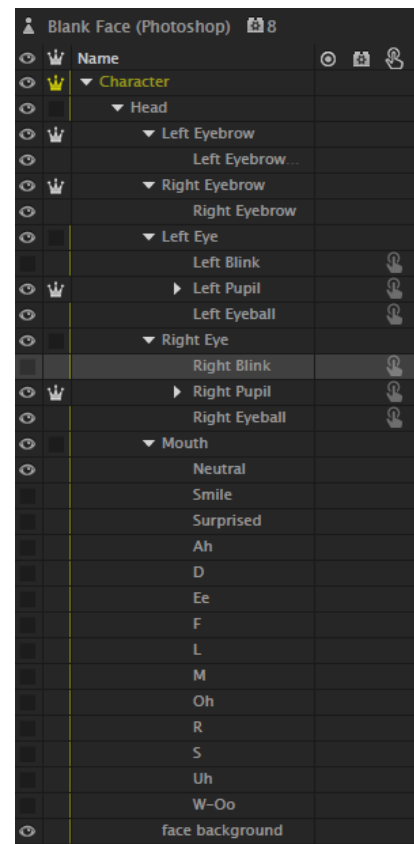 Blank Face (Photoshop) 8
Name
Character
Head
Left Eyebrow
Left Eyebrow...
Right Eyebrow
Right Eyebrow
Left Eye
Left Blink
Left Pupil
Left Eyeball
Right Eye
Right Blink
Right Pupil
Right Eyeball
Mouth
Neutral
Smile
Surprised
Ah
D
Ee
F
L
M
Oh
R
S
Uh
W-Oo
face background